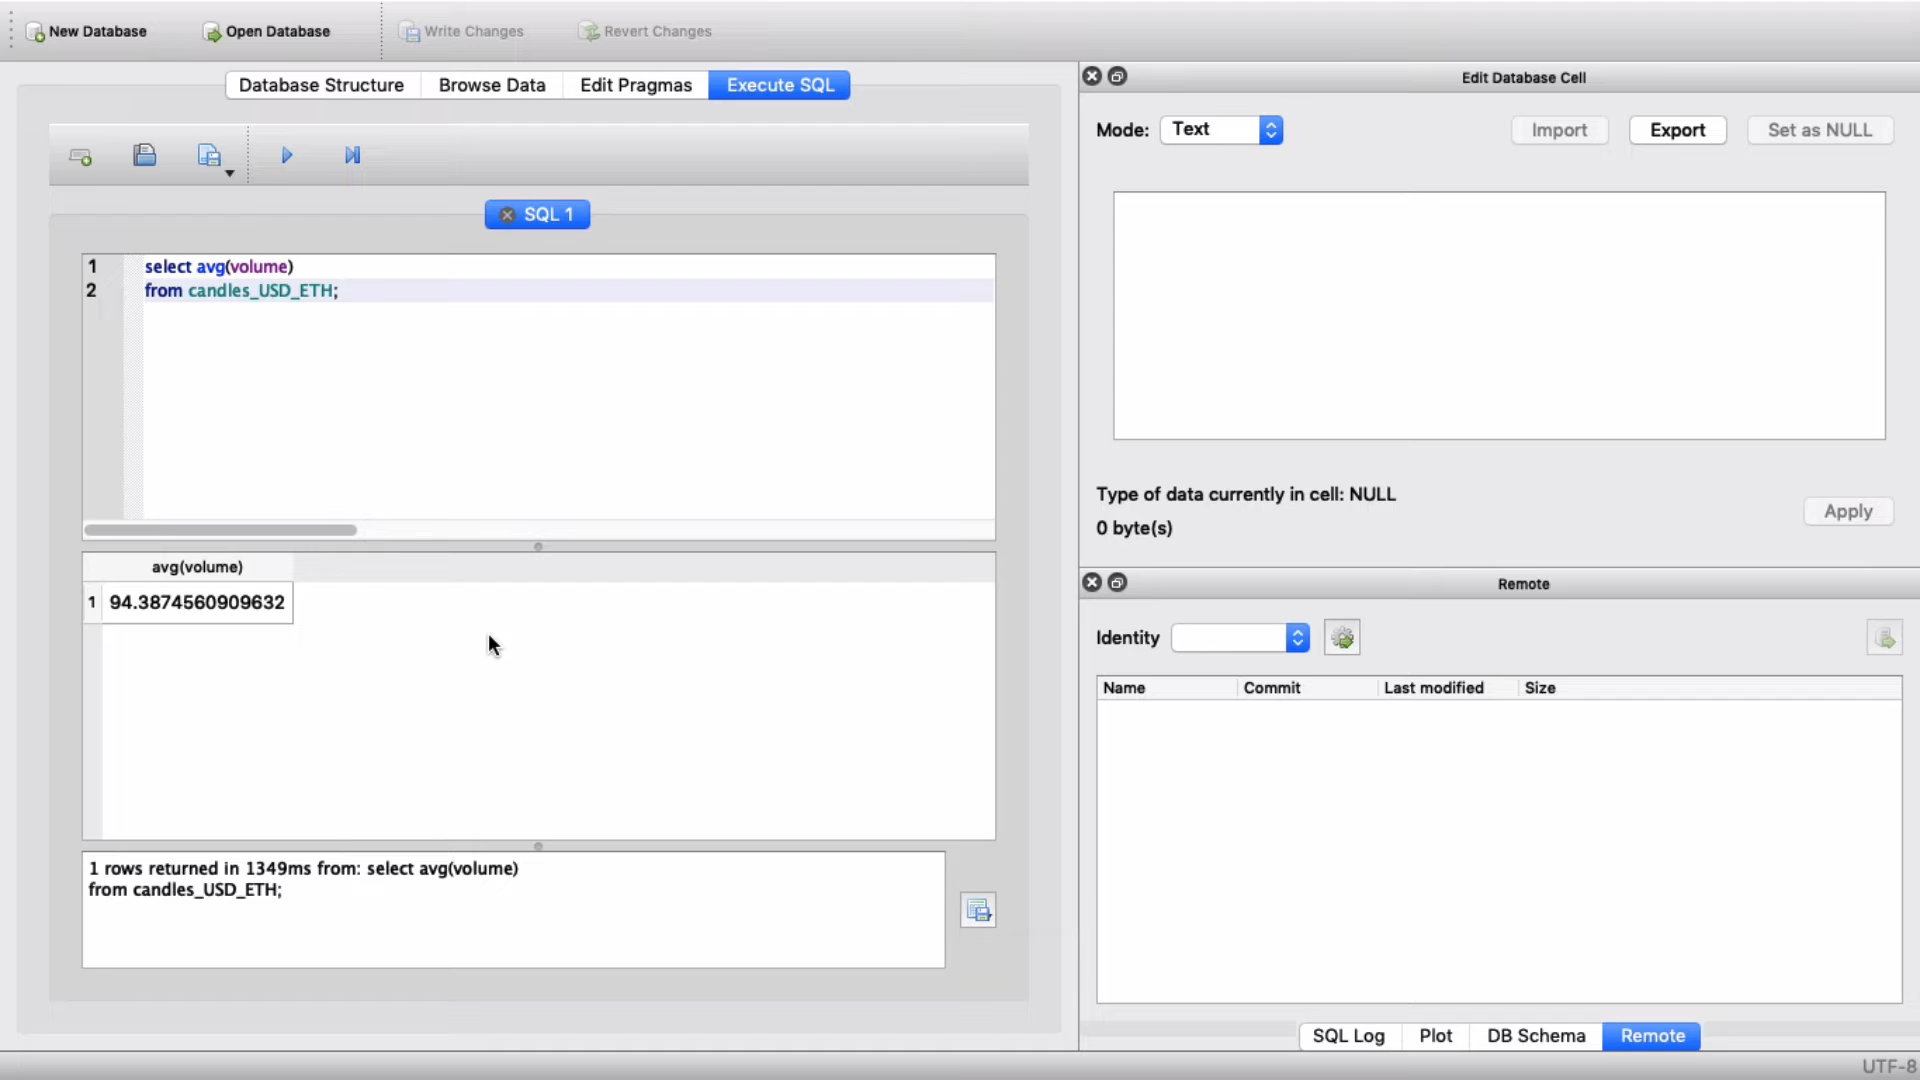 New Database
Open Database
Write Changes
Revert Changes
Database Structure
Browse Data
Edit Pragmas
Execute SQL
SQL 1
1 select avg(volume)
2 from candles_USD_ETH;
avg(volume)
1 94.3874560909632
1 rows returned in 1349ms from: select avg(volume)
from candles_USD_ETH;
Edit Database Cell
Mode: Text
Import
Export
Set as NULL
Type of data currently in cell: NULL
0 byte(s)
Apply
Remote
Identity
Name Commit Last modified Size
SQL Log
Plot
DB Schema
Remote
UTF-8